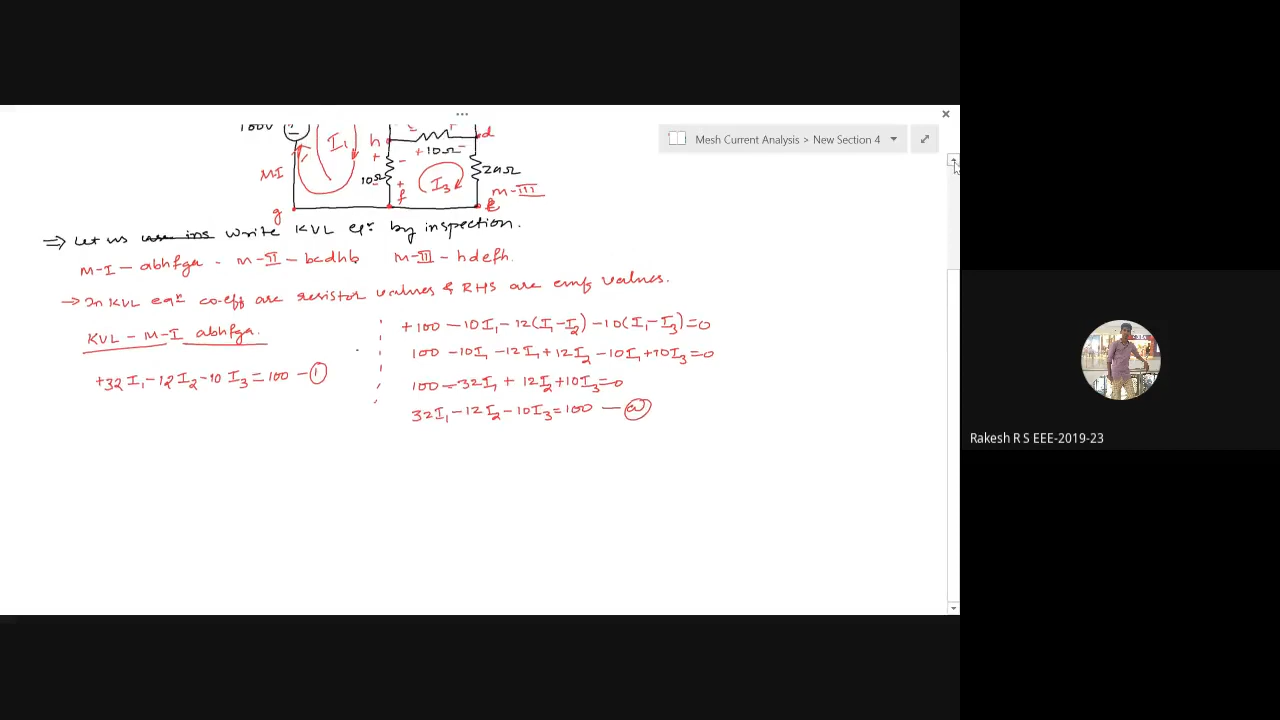 Mesh Current Analysis > New Section 4
100V
+
-
I1
h
d
+ 10Ω -
MI
10Ω
+
-
+
f
I3
20Ω
M-III
g
e
⇒ Let us write KVL eqn by inspection.
M-I - abhfga - M-II - bcdhb M-III - hdefh.
→ In KVL eqn co-eff are resistor values & RHS are emf values.
KVL - M-I abhfga.
+32I1 - 12I2 - 10I3 = 100 - ①
+100 - 10I1 - 12(I1 - I2) - 10(I1 - I3) = 0
100 - 10I1 - 12I1 + 12I2 - 10I1 + 10I3 = 0
100 - 32I1 + 12I2 + 10I3 = 0
32I1 - 12I2 - 10I3 = 100 - ⓐ
Rakesh R S EEE-2019-23